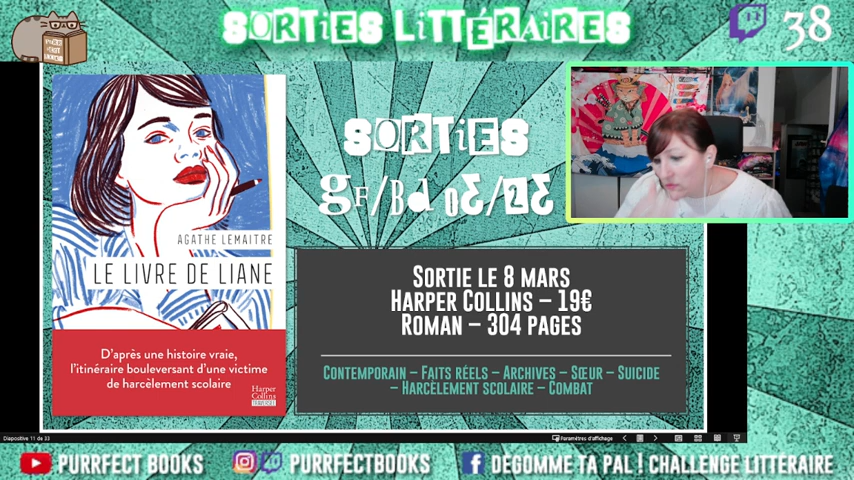 SORTIES LITTÉRAIRES
38
SORTIES
GF/BD 03/23
AGATHE LEMAITRE
LE LIVRE DE LIANE
D'après une histoire vraie,
l'itinéraire bouleversant d'une victime
de harcèlement scolaire
Harper
Collins
SORTIE LE 8 MARS
HARPER COLLINS – 19€
ROMAN – 304 PAGES
CONTEMPORAIN – FAITS RÉELS – ARCHIVES – SŒUR – SUICIDE
– HARCÈLEMENT SCOLAIRE – COMBAT
Diapositive 11 de 33
Paramètres d'affichage
PURRFECT BOOKS
PURRFECTBOOKS
DÉGOMME TA PAL ! CHALLENGE LITTÉRAIRE